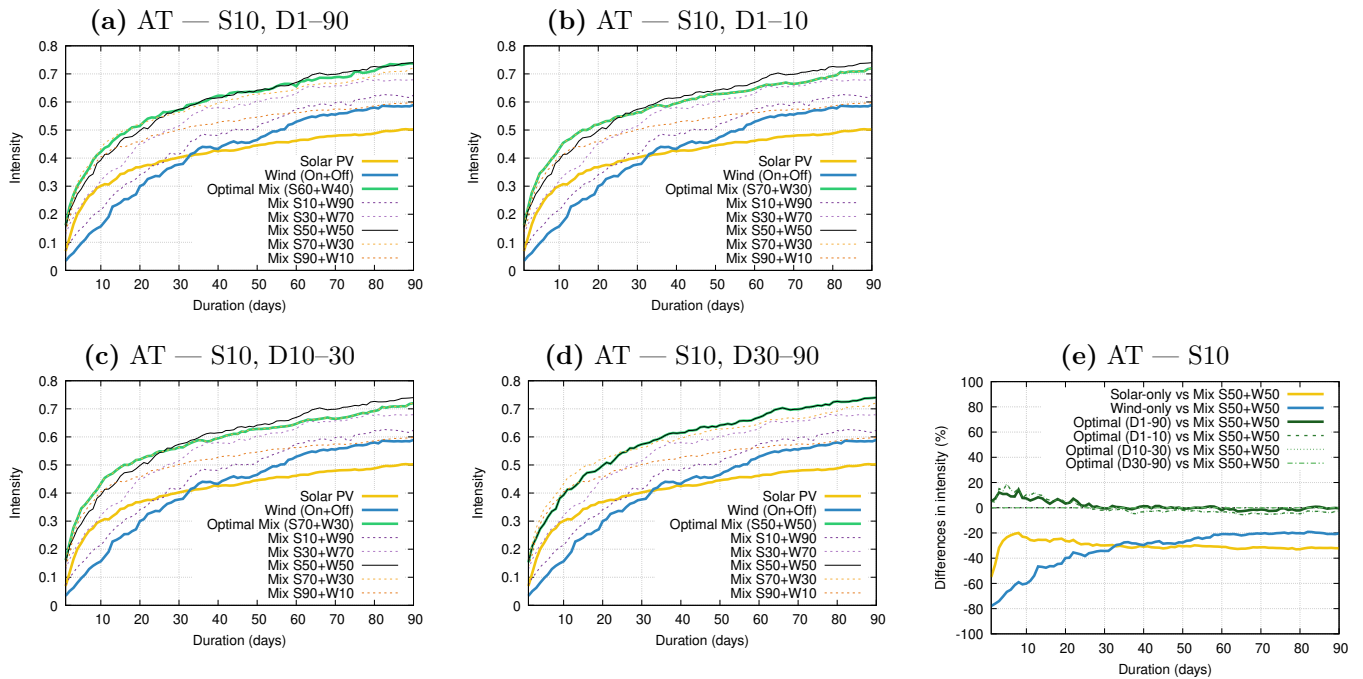 (a) AT — S10, D1–90
0.8
0.7
0.6
0.5
0.4
0.3
0.2
0.1
0
Intensity
Solar PV
Wind (On+Off)
Optimal Mix (S60+W40)
Mix S10+W90
Mix S30+W70
Mix S50+W50
Mix S70+W30
Mix S90+W10
10 20 30 40 50 60 70 80 90
Duration (days)
(b) AT — S10, D1–10
0.8
0.7
0.6
0.5
0.4
0.3
0.2
0.1
0
Intensity
Solar PV
Wind (On+Off)
Optimal Mix (S70+W30)
Mix S10+W90
Mix S30+W70
Mix S50+W50
Mix S70+W30
Mix S90+W10
10 20 30 40 50 60 70 80 90
Duration (days)
(c) AT — S10, D10–30
0.8
0.7
0.6
0.5
0.4
0.3
0.2
0.1
0
Intensity
Solar PV
Wind (On+Off)
Optimal Mix (S70+W30)
Mix S10+W90
Mix S30+W70
Mix S50+W50
Mix S70+W30
Mix S90+W10
10 20 30 40 50 60 70 80 90
Duration (days)
(d) AT — S10, D30–90
0.8
0.7
0.6
0.5
0.4
0.3
0.2
0.1
0
Intensity
Solar PV
Wind (On+Off)
Optimal Mix (S50+W50)
Mix S10+W90
Mix S30+W70
Mix S50+W50
Mix S70+W30
Mix S90+W10
10 20 30 40 50 60 70 80 90
Duration (days)
(e) AT — S10
100
80
60
40
20
0
-20
-40
-60
-80
-100
Differences in intensity (%)
Solar-only vs Mix S50+W50
Wind-only vs Mix S50+W50
Optimal (D1-90) vs Mix S50+W50
Optimal (D1-10) vs Mix S50+W50
Optimal (D10-30) vs Mix S50+W50
Optimal (D30-90) vs Mix S50+W50
10 20 30 40 50 60 70 80 90
Duration (days)